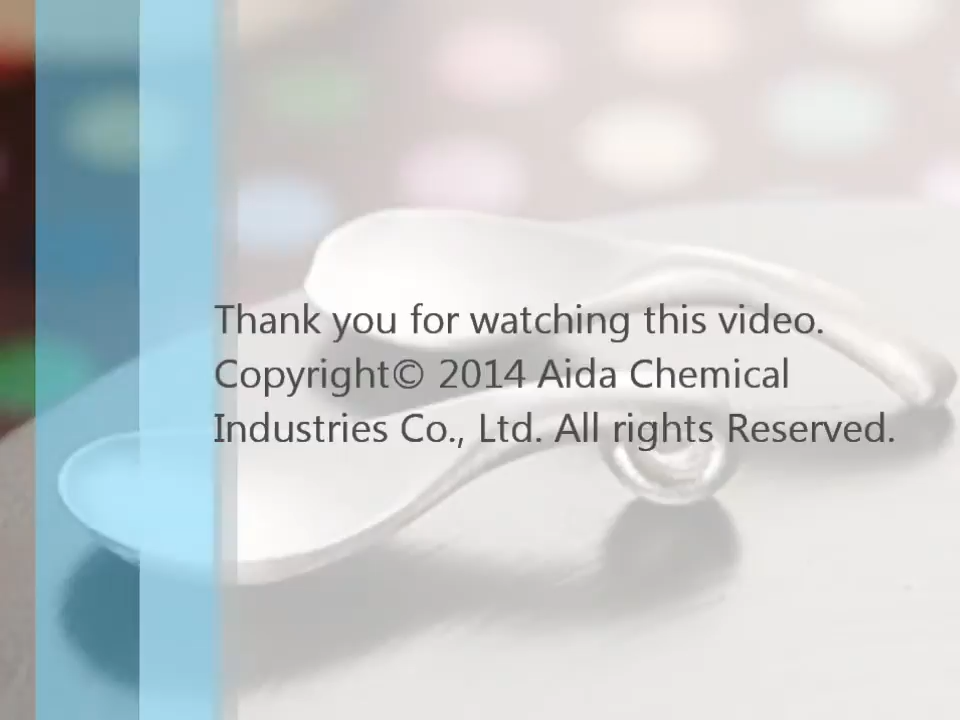 Thank you for watching this video.
Copyright© 2014 Aida Chemical
Industries Co., Ltd. All rights Reserved.